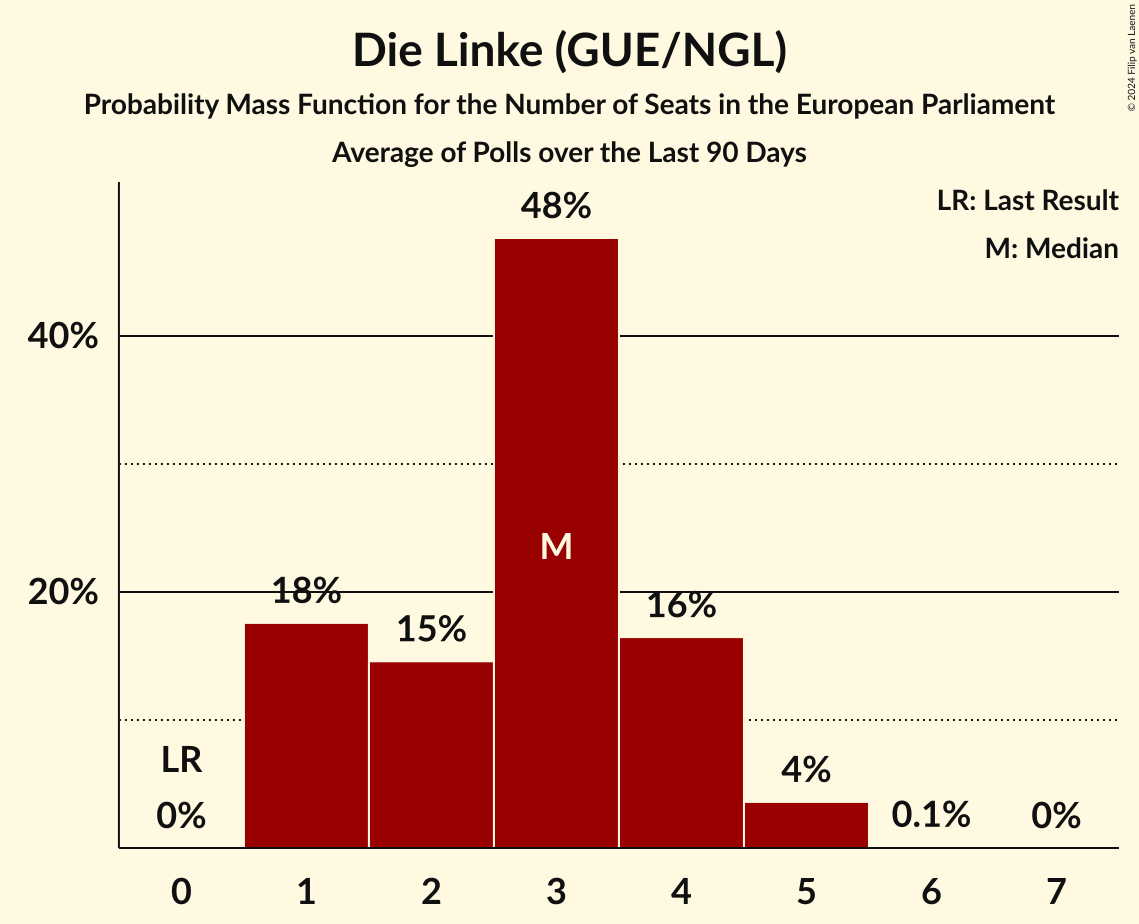 Die Linke (GUE/NGL)
Probability Mass Function for the Number of Seats in the European Parliament
Average of Polls over the Last 90 Days
© 2024 Filip van Laenen
LR: Last Result
M: Median
48%
40%
M
20%
18%
16%
15%
LR
4%
0%
0.1%
0%
0 1 2 3 4 5 6 7